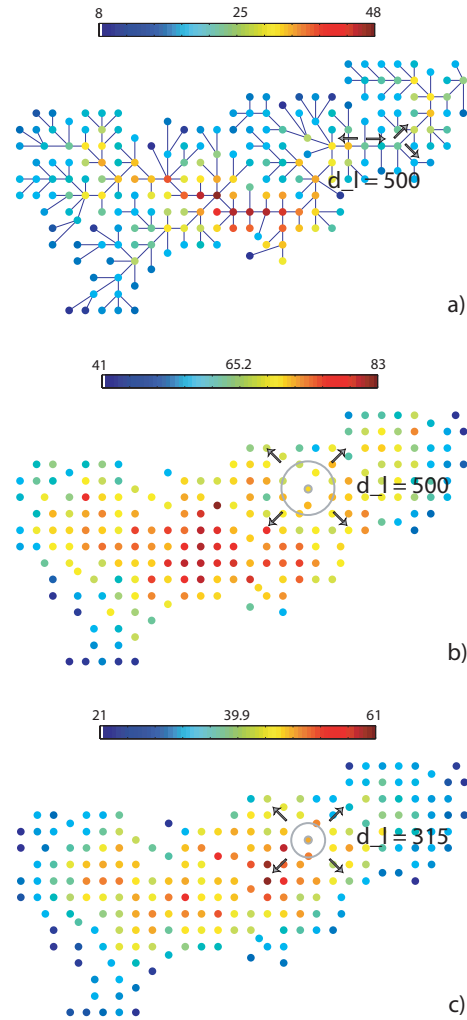 8 25 48
d_l = 500
a)
41 65.2 83
d_l = 500
b)
21 39.9 61
d_l = 315
c)